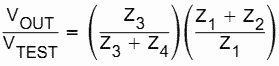 V_OUT / V_TEST = ( Z_3 / (Z_3 + Z_4) ) ( (Z_1 + Z_2) / Z_1 )